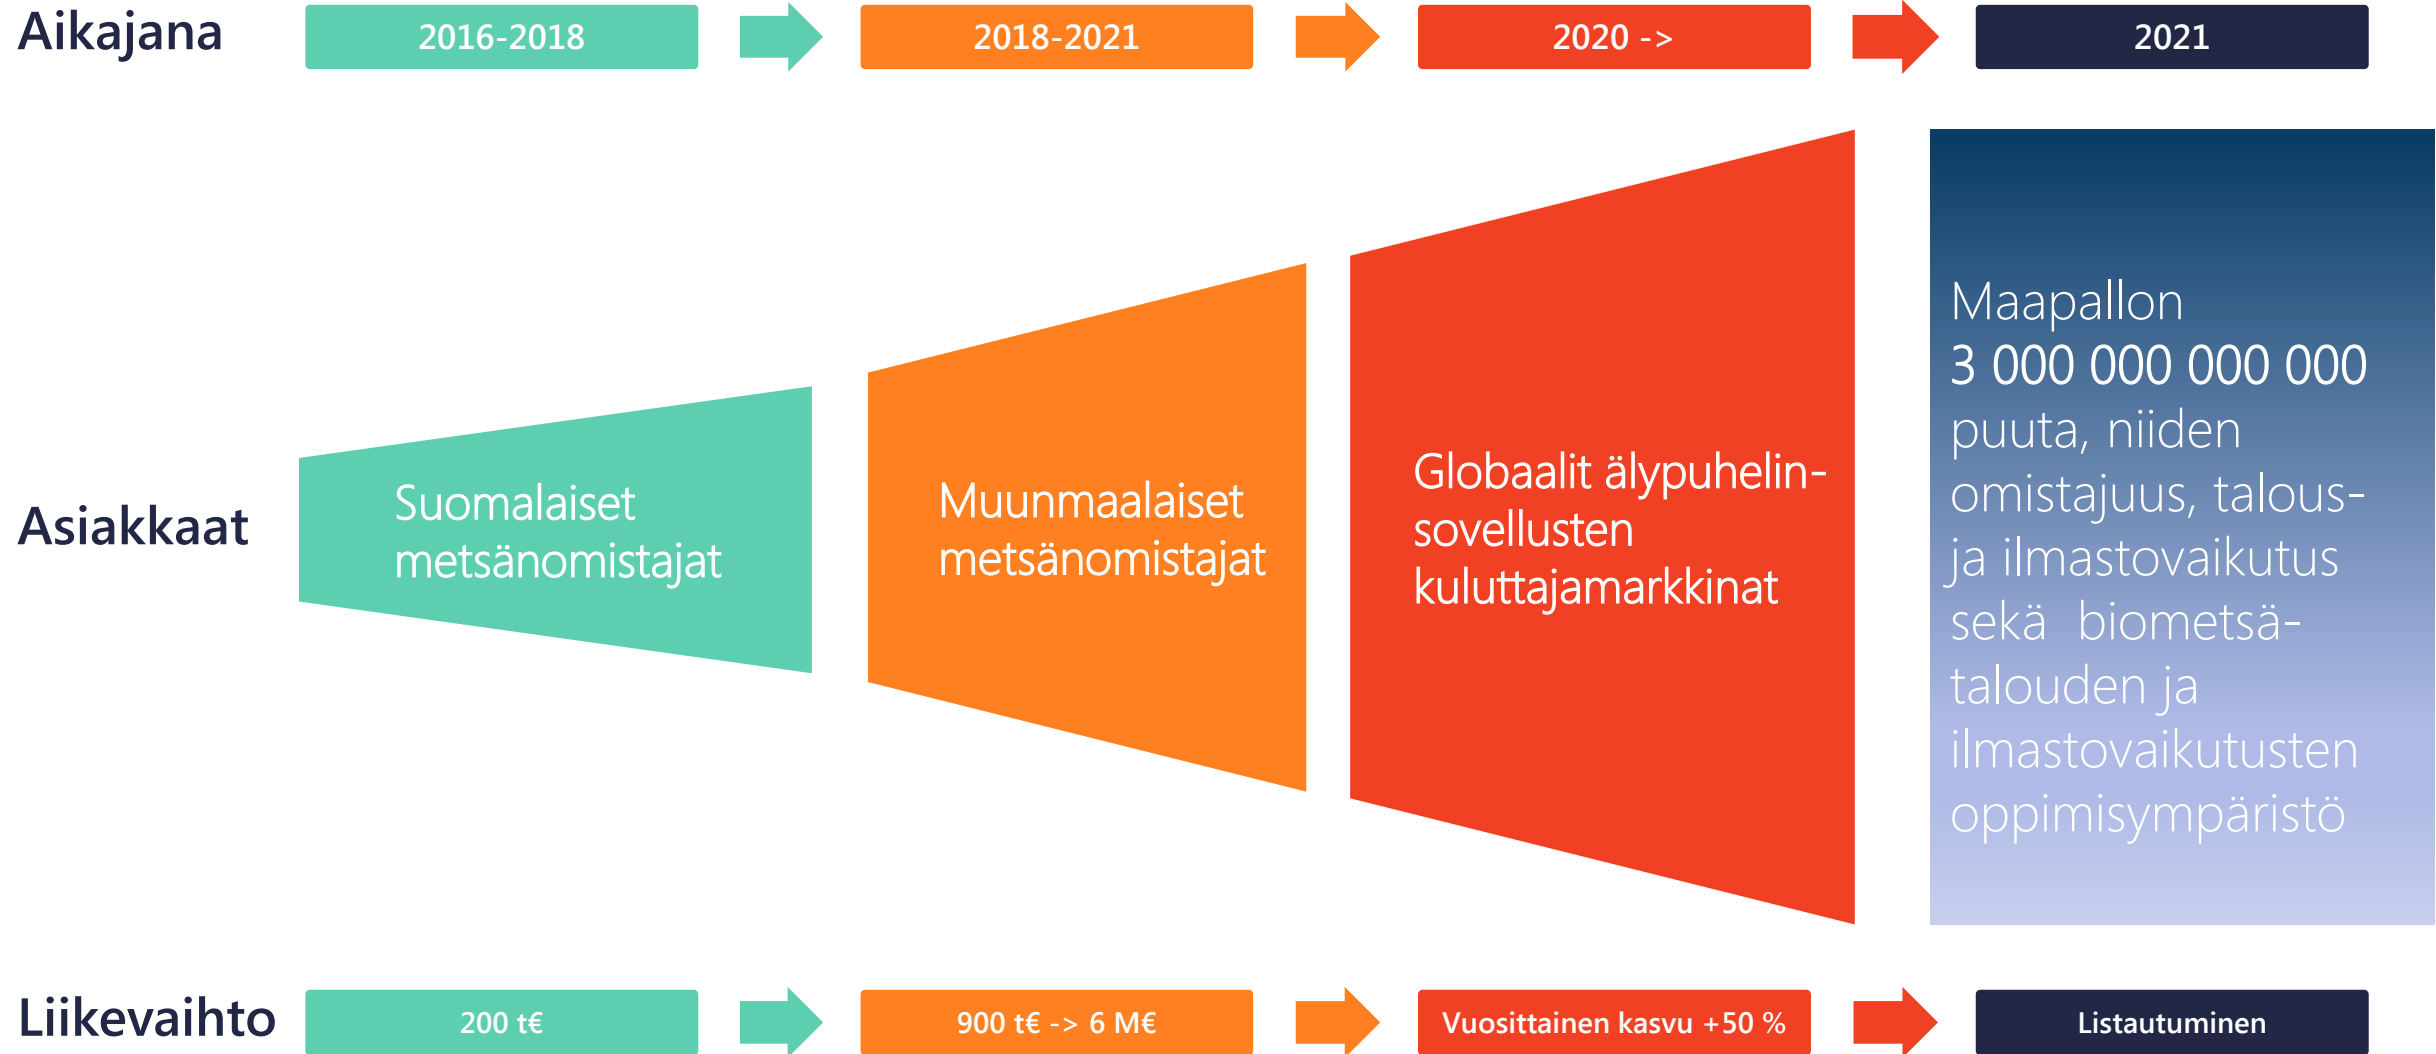 Aikajana
2016-2018
2018-2021
2020 ->
2021
Asiakkaat
Suomalaiset
metsänomistajat
Muunmaalaiset
metsänomistajat
Globaalit älypuhelin-
sovellusten
kuluttajamarkkinat
Maapallon
3 000 000 000 000
puuta, niiden
omistajuus, talous-
ja ilmastovaikutus
sekä biometsä-
talouden ja
ilmastovaikutusten
oppimisympäristö
Liikevaihto
200 t€
900 t€ -> 6 M€
Vuosittainen kasvu +50 %
Listautuminen